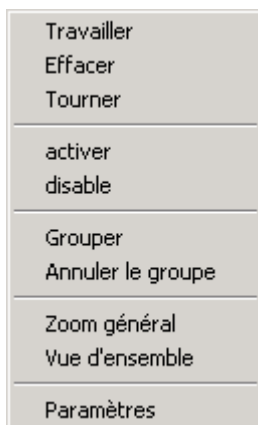 Travailler
Effacer
Tourner
activer
disable
Grouper
Annuler le groupe
Zoom général
Vue d'ensemble
Paramètres